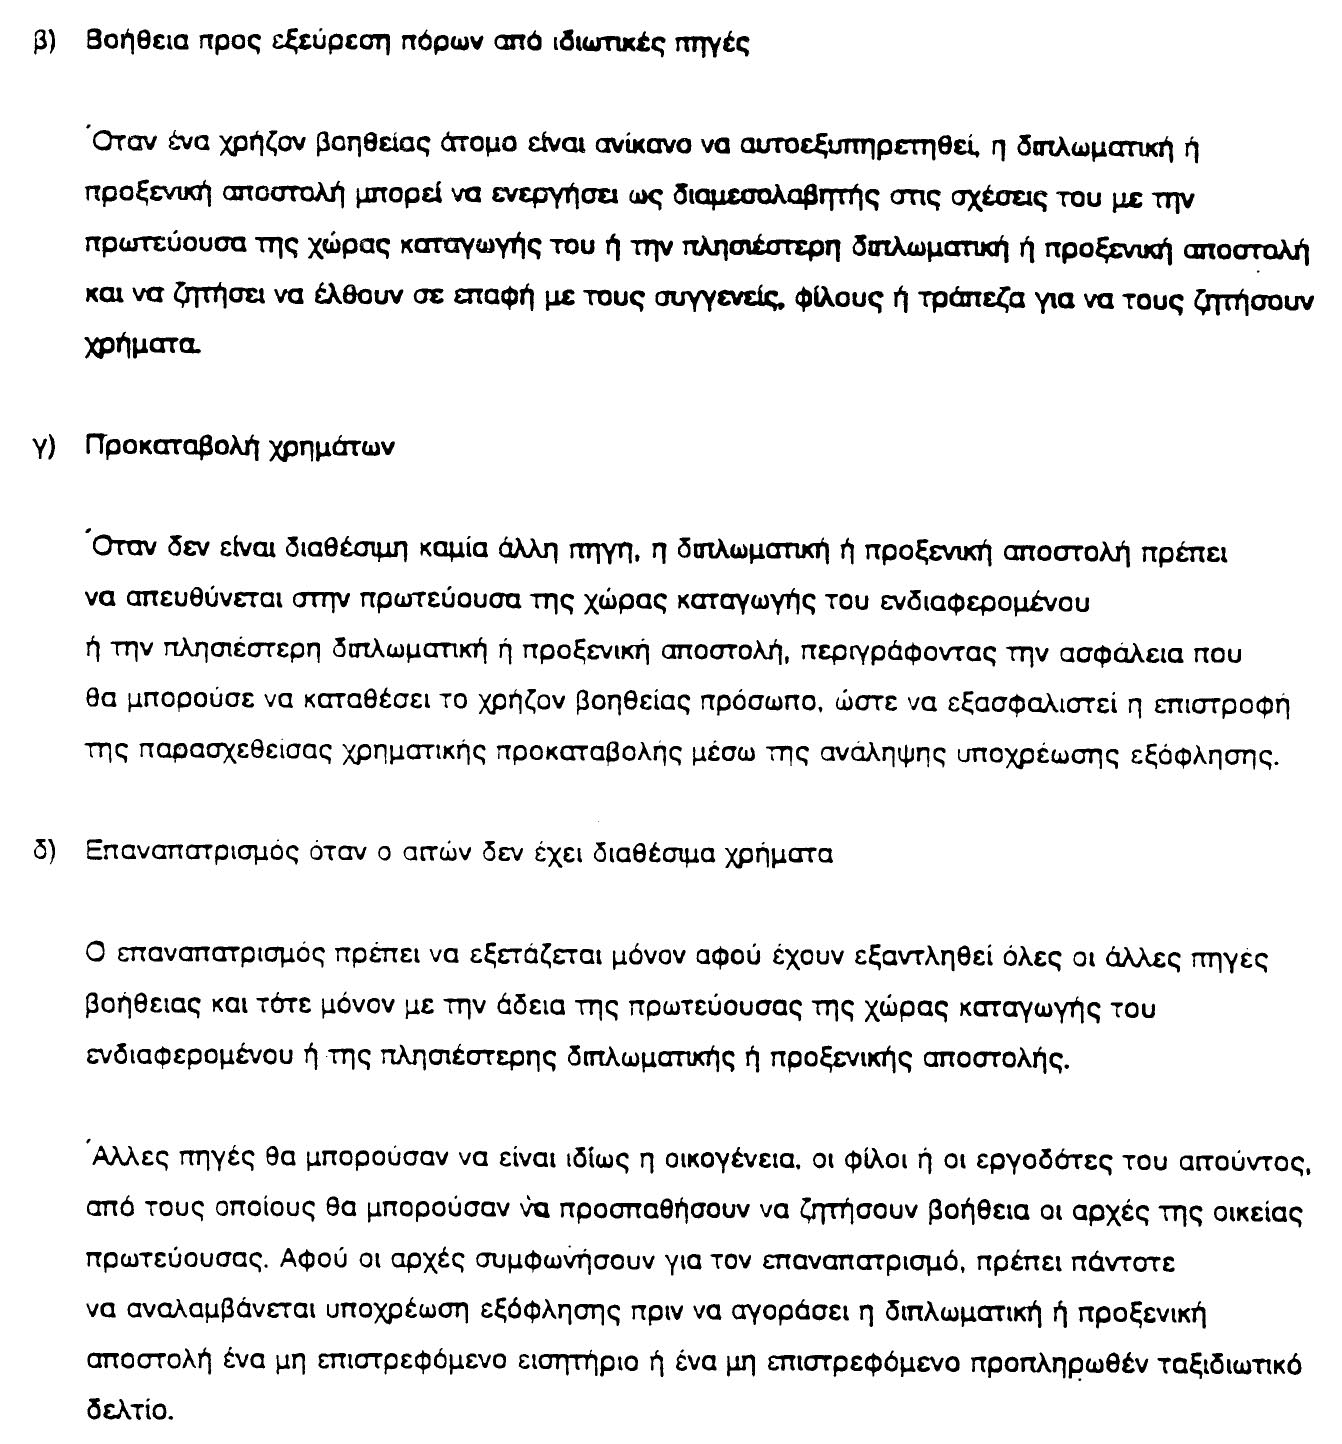 β) Βοήθεια προς εξεύρεση πόρων από ιδιωτικές πηγές
Όταν ένα χρήζον βοηθείας άτομο είναι ανίκανο να αυτοεξυπηρετηθεί, η διπλωματική ή
προξενική αποστολή μπορεί να ενεργήσει ως διαμεσολαβητής στις σχέσεις του με την
πρωτεύουσα της χώρας καταγωγής του ή την πλησιέστερη διπλωματική ή προξενική αποστολή
και να ζητήσει να έλθουν σε επαφή με τους συγγενείς, φίλους ή τράπεζα για να τους ζητήσουν
χρήματα.
γ) Προκαταβολή χρημάτων
Όταν δεν είναι διαθέσιμη καμία άλλη πηγη, η διπλωματική ή προξενική αποστολή πρέπει
να απευθύνεται στην πρωτεύουσα της χώρας καταγωγής του ενδιαφερομένου
ή την πλησιέστερη διπλωματική ή προξενική αποστολή, περιγράφοντας την ασφάλεια που
θα μπορούσε να καταθέσει το χρήζον βοηθείας πρόσωπο, ώστε να εξασφαλιστεί η επιστροφή
της παρασχεθείσας χρηματικής προκαταβολής μέσω της ανάληψης υποχρέωσης εξόφλησης.
δ) Επαναπατρισμός όταν ο αιτών δεν έχει διαθέσιμα χρήματα
Ο επαναπατρισμός πρέπει να εξετάζεται μόνον αφού έχουν εξαντληθεί όλες οι άλλες πηγές
βοήθειας και τότε μόνον με την άδεια της πρωτεύουσας της χώρας καταγωγής του
ενδιαφερομένου ή της πλησιέστερης διπλωματικής ή προξενικής αποστολής.
Άλλες πηγές θα μπορούσαν να είναι ιδίως η οικογένεια, οι φίλοι ή οι εργοδότες του αιτούντος,
από τους οποίους θα μπορούσαν να προσπαθήσουν να ζητήσουν βοήθεια οι αρχές της οικείας
πρωτεύουσας. Αφού οι αρχές συμφωνήσουν για τον επαναπατρισμό, πρέπει πάντοτε
να αναλαμβάνεται υποχρέωση εξόφλησης πριν να αγοράσει η διπλωματική ή προξενική
αποστολή ένα μη επιστρεφόμενο εισητήριο ή ένα μη επιστρεφόμενο προπληρωθέν ταξιδιωτικό
δελτίο.